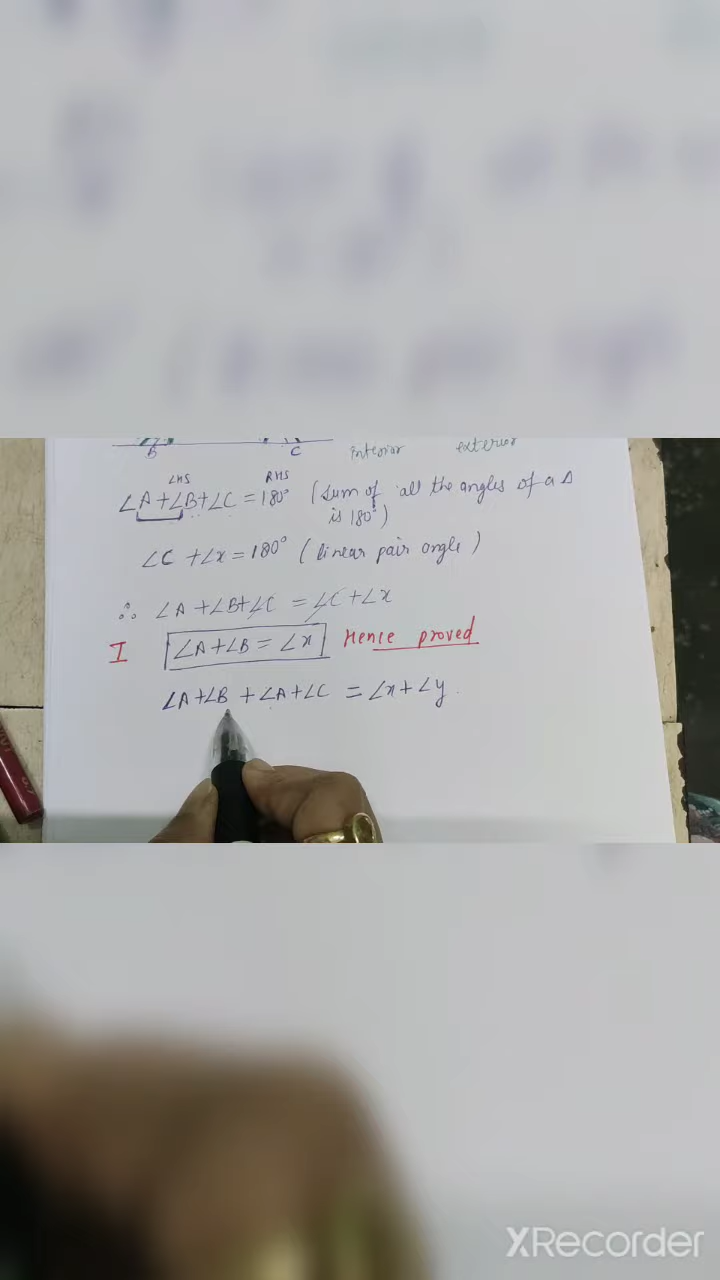 B C interior exterior
LHS RHS
∠A + ∠B + ∠C = 180° (sum of all the angles of a Δ
is 180°)
∠C + ∠x = 180° (linear pair angle)
∴ ∠A + ∠B + ∠C = ∠C + ∠x
I ∠A + ∠B = ∠x Hence proved
∠A + ∠B + ∠A + ∠C = ∠x + ∠y
XRecorder